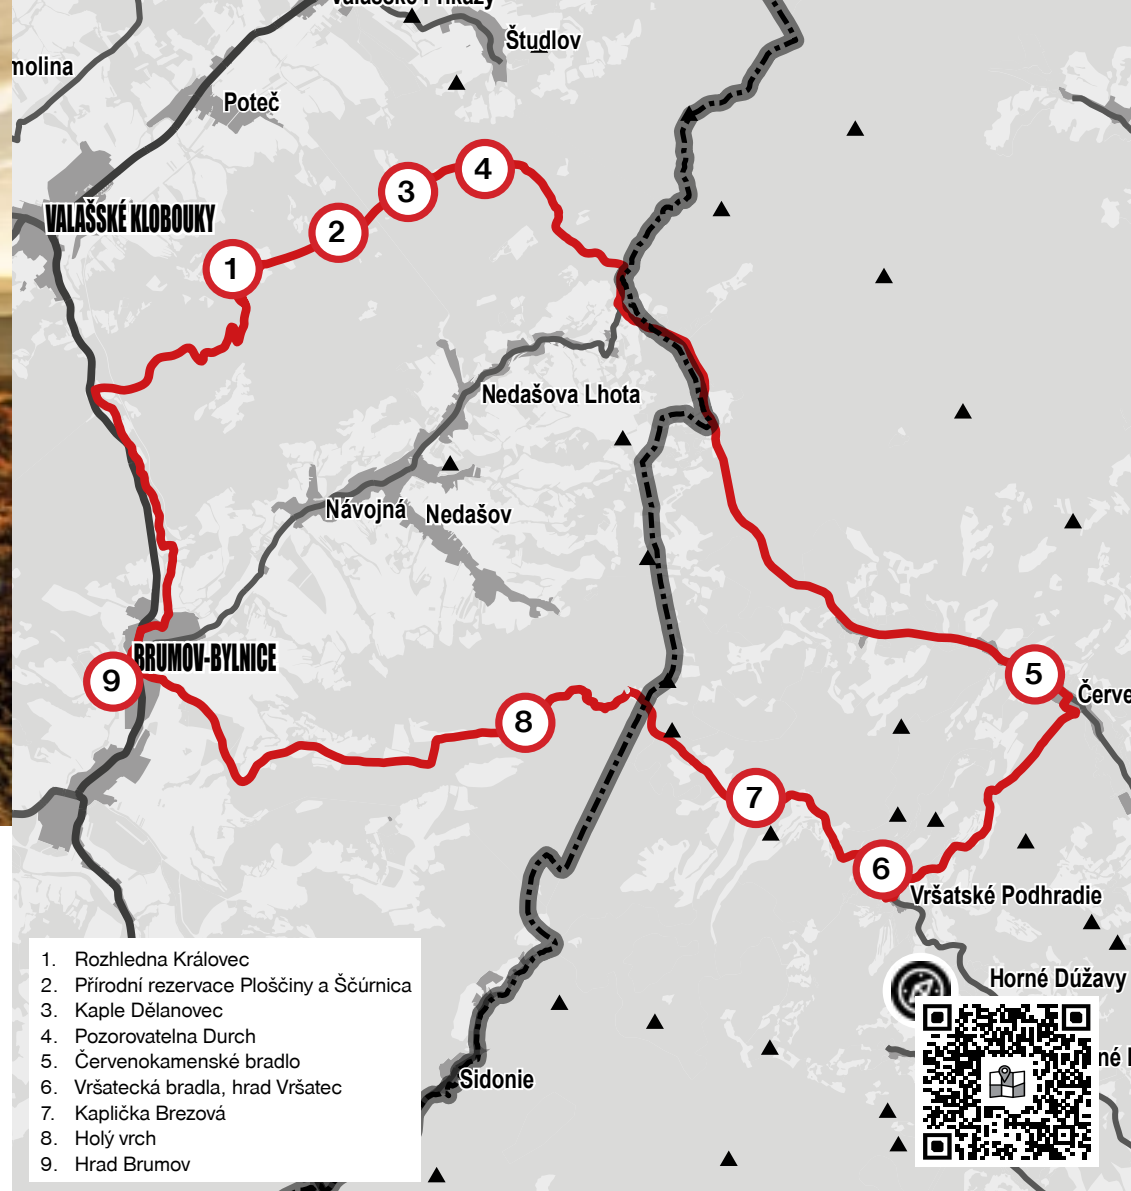 Študlov
molina
Poteč
4
3
VALAŠSKÉ KLOBOUKY
2
1
Nedašova Lhota
Návojná
Nedašov
BRUMOV-BYLNICE
5
9
Červe
8
7
6
Vršatské Podhradie
Horné Dúžavy
né
Sidonie
1. Rozhledna Královec
2. Přírodní rezervace Ploščiny a Ščúrnica
3. Kaple Dělanovec
4. Pozorovatelna Durch
5. Červenokamenské bradlo
6. Vršatecká bradla, hrad Vršatec
7. Kaplička Brezová
8. Holý vrch
9. Hrad Brumov